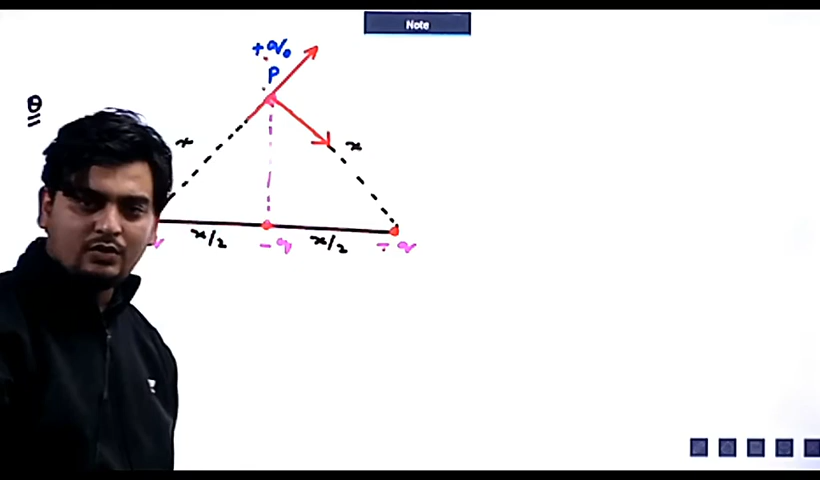 Note
+q₀
P
x
x
x/2
-q
x/2
-q